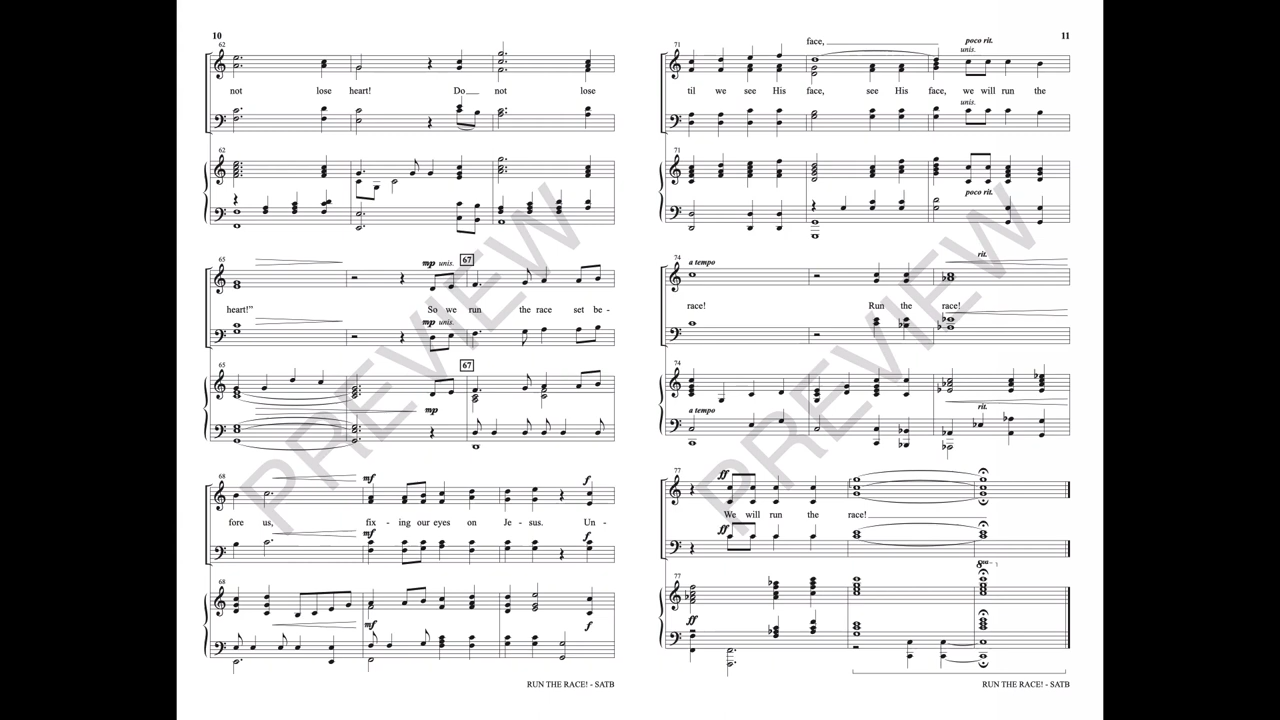 10
62
not lose heart! Do not lose
62
65
mp unis. 67
heart!” So we run the race set be -
mp unis.
65
67
mp
68
mf f
fore us, fix - ing our eyes on Je - sus. Un -
mf f
68
mf f
RUN THE RACE! - SATB
11
face,
71
poco rit.
unis.
til we see His face, see His face, we will run the
unis.
71
poco rit.
74
a tempo rit.
race! Run the race!
74
a tempo rit.
77
ff
We will run the race!
ff
77
8va 1
ff
RUN THE RACE! - SATB
PREVIEW
PREVIEW